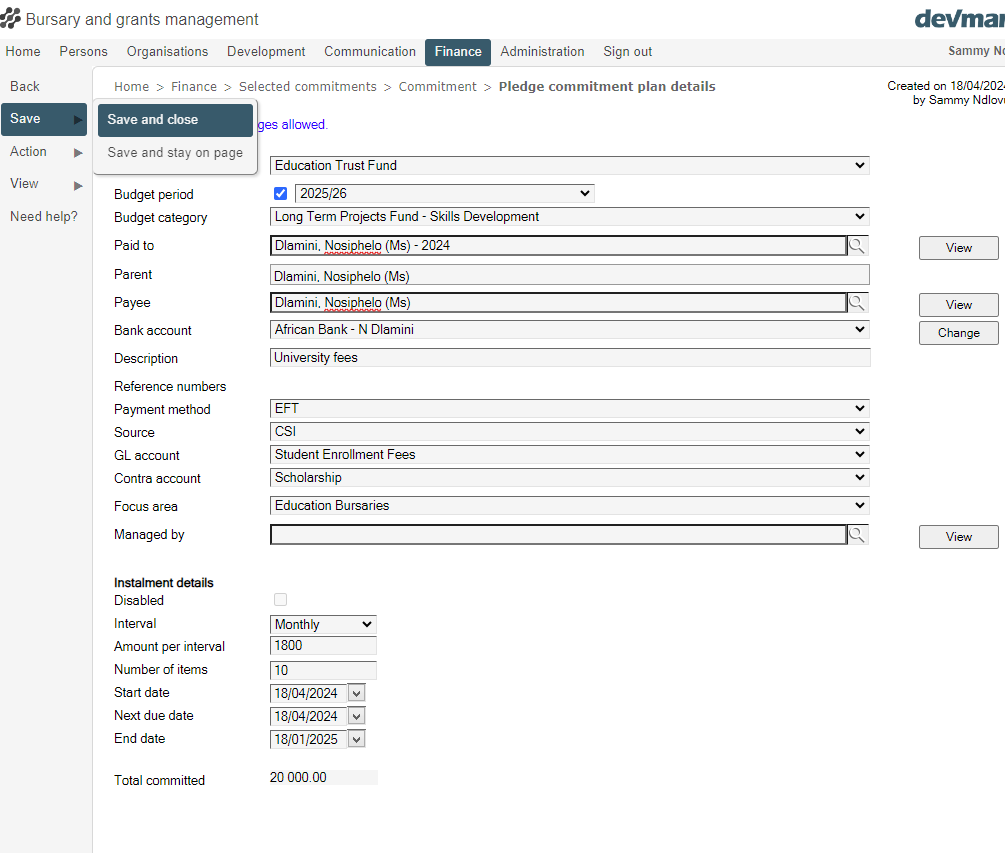 Bursary and grants management
devmar
Home Persons Organisations Development Communication Finance Administration Sign out
Sammy
Back
Home > Finance > Selected commitments > Commitment > Pledge commitment plan details
Created on 18/04/2024
by Sammy
Save
Save and close
ges allowed.
Save and stay on page
Action
View
Need help?
Education Trust Fund
Budget period 2025/26
Budget category Long Term Projects Fund - Skills Development
Paid to Dlamini, Nosiphelo (Ms) - 2024 View
Parent Dlamini, Nosiphelo (Ms)
Payee Dlamini, Nosiphelo (Ms) View
Bank account African Bank - N Dlamini Change
Description University fees
Reference numbers
Payment method EFT
Source CSI
GL account Student Enrollment Fees
Contra account Scholarship
Focus area Education Bursaries
Managed by View
Instalment details
Disabled
Interval Monthly
Amount per interval 1800
Number of items 10
Start date 18/04/2024
Next due date 18/04/2024
End date 18/01/2025
Total committed 20 000.00